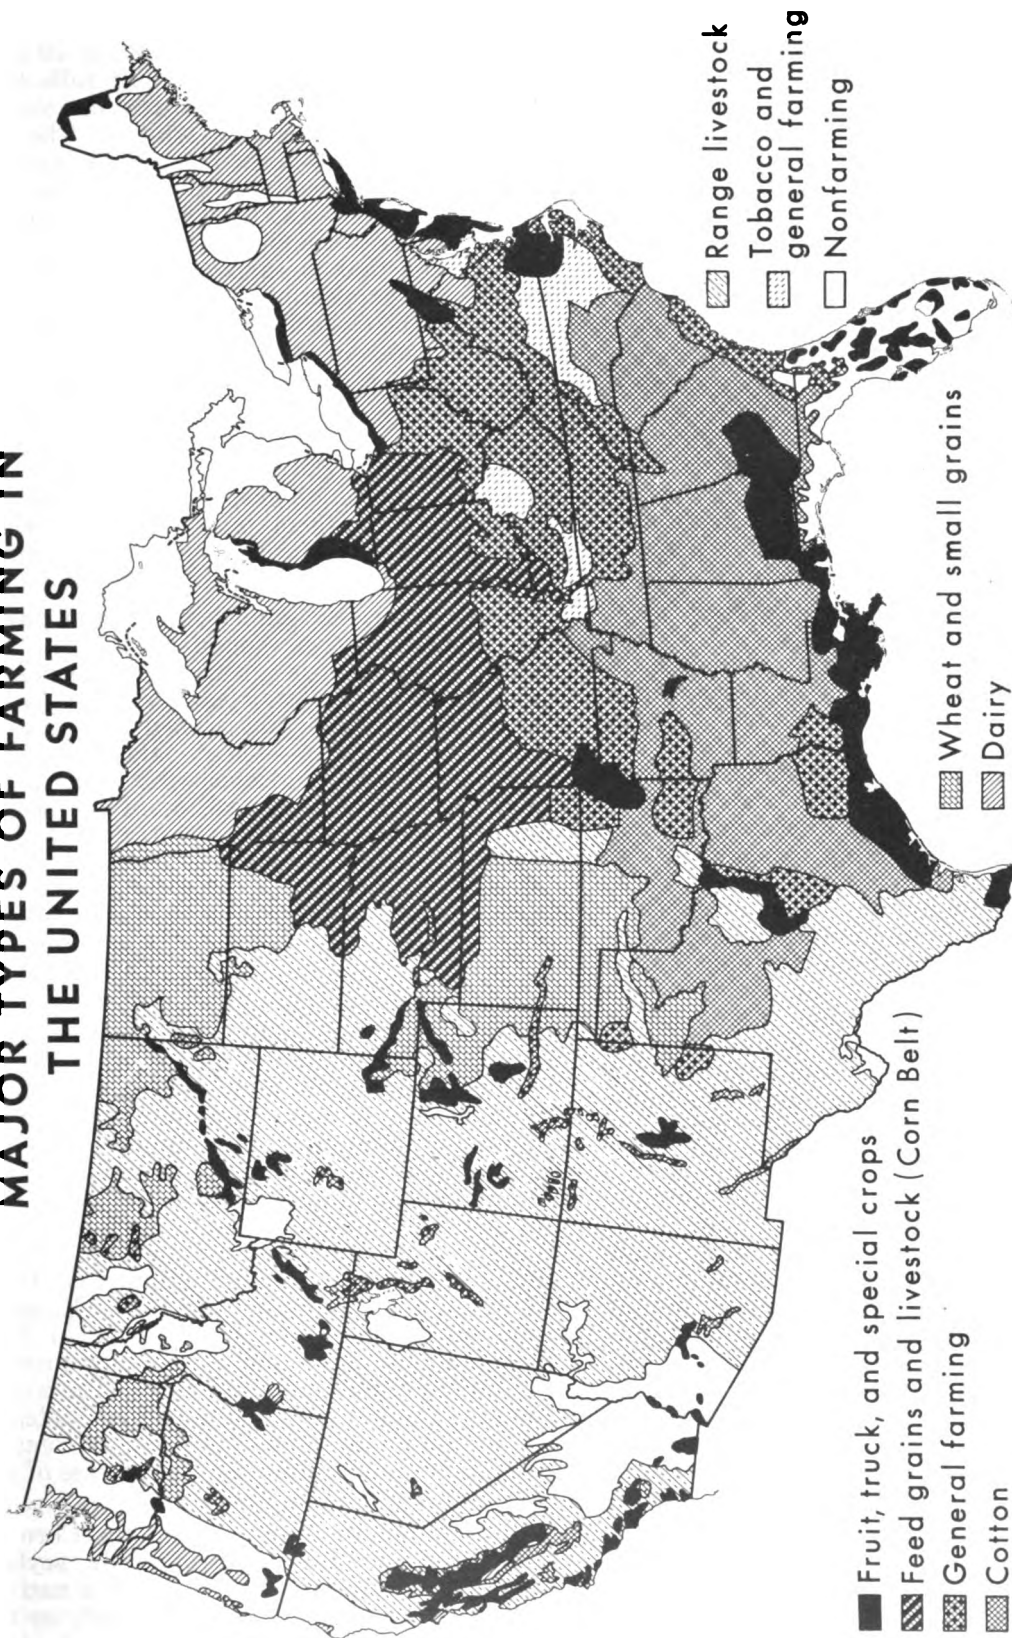 MAJOR TYPES OF FARMING IN
THE UNITED STATES
Fruit, truck, and special crops
Feed grains and livestock (Corn Belt)
General farming
Cotton
Wheat and small grains
Dairy
Range livestock
Tobacco and
general farming
Nonfarming